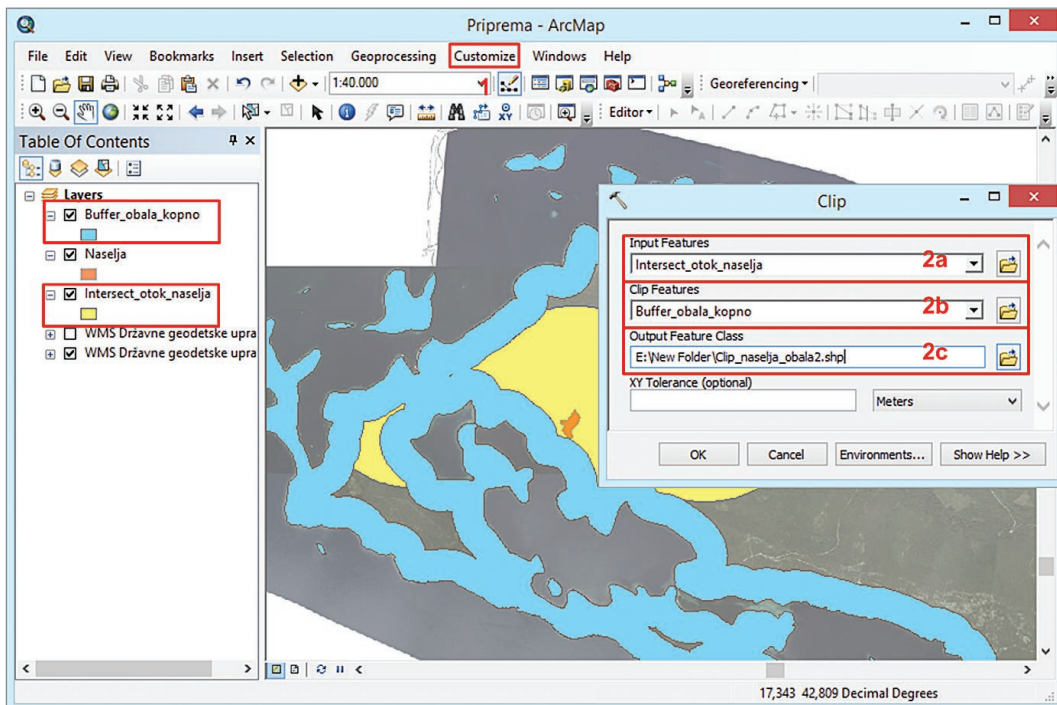 Priprema - ArcMap
File Edit View Bookmarks Insert Selection Geoprocessing Customize Windows Help
1:40.000 1 Georeferencing
Editor
Table Of Contents
Layers
Buffer_obala_kopno
Naselja
Intersect_otok_naselja
WMS Državne geodetske upra
WMS Državne geodetske upra
Clip
Input Features
Intersect_otok_naselja 2a
Clip Features
Buffer_obala_kopno 2b
Output Feature Class
E:\New Folder\Clip_naselja_obala2.shp 2c
XY Tolerance (optional)
Meters
OK Cancel Environments... Show Help >>
17,343 42,809 Decimal Degrees